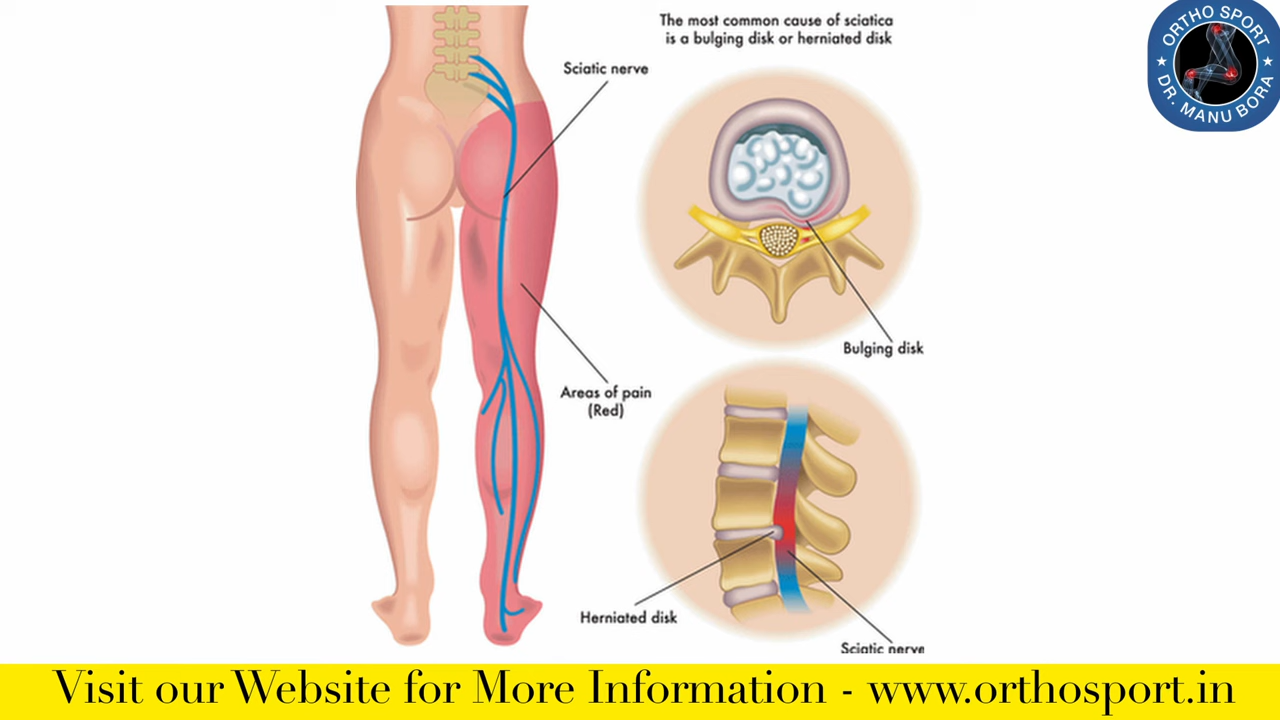 The most common cause of sciatica
is a bulging disk or herniated disk
ORTHO SPORT
★ ★
DR. MANU BORA
Sciatic nerve
Bulging disk
Areas of pain
(Red)
Herniated disk
Sciatic nerve
Visit our Website for More Information - www.orthosport.in